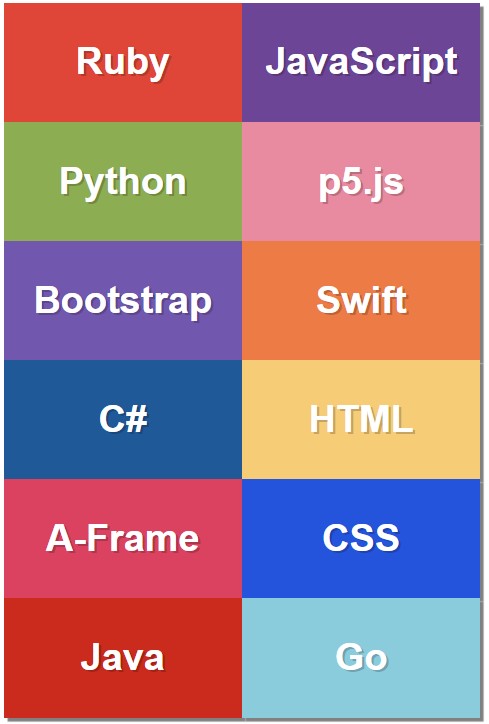 Ruby
JavaScript
Python
p5.js
Bootstrap
Swift
C#
HTML
A-Frame
CSS
Java
Go